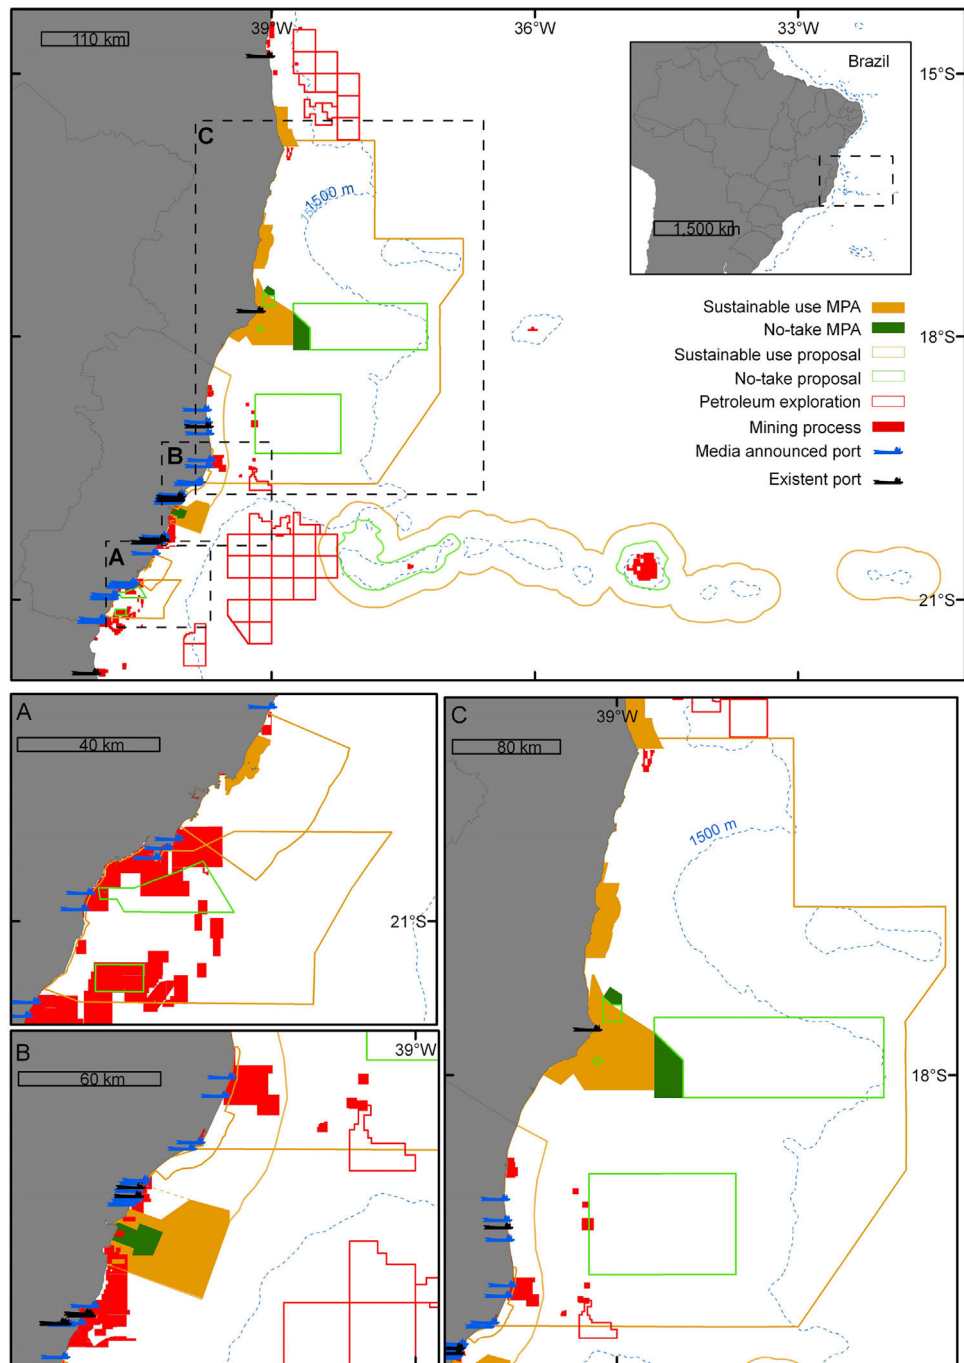 39°W
36°W
33°W
110 km
Brazil
15°S
C
1500 m
1500 m
1,500 km
Sustainable use MPA
No-take MPA
18°S
Sustainable use proposal
No-take proposal
Petroleum exploration
Mining process
Media announced port
Existent port
B
A
21°S
A
40 km
21°S
C
39°W
80 km
1500 m
18°S
B
39°W
60 km